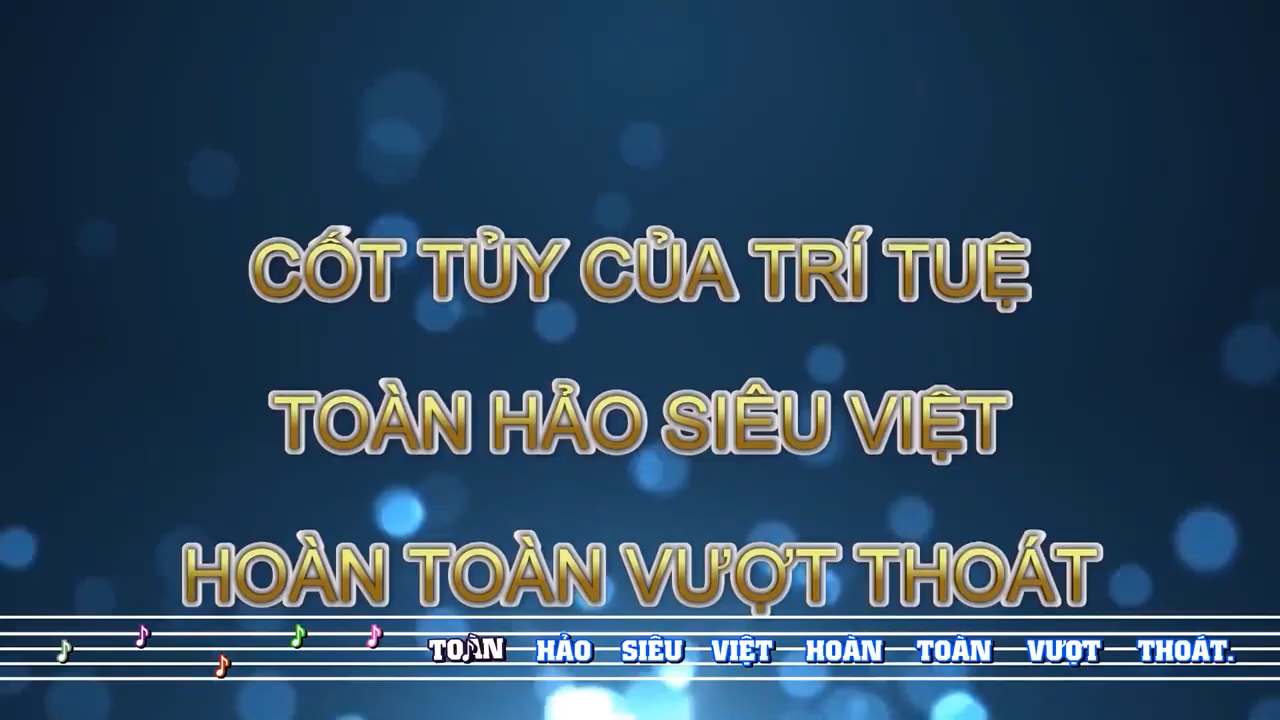 CỐT TỦY CỦA TRÍ TUỆ
TOÀN HẢO SIÊU VIỆT
HOÀN TOÀN VƯỢT THOÁT
TOÀN HẢO SIÊU VIỆT HOÀN TOÀN VƯỢT THOÁT.